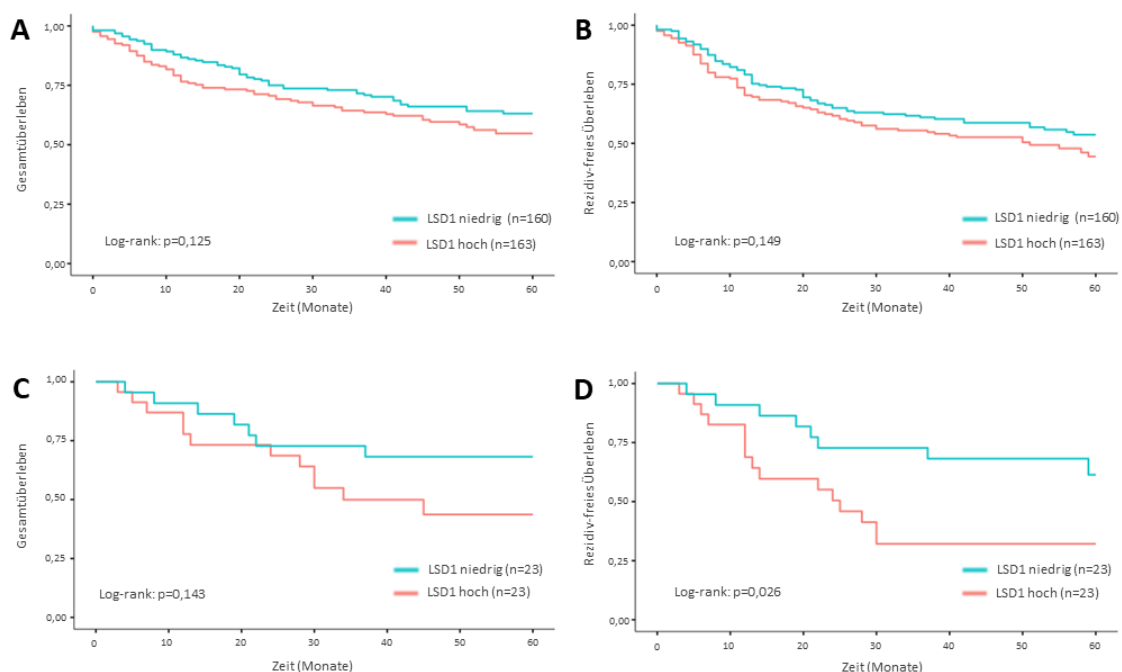 A
1,00
0,75
0,50
0,25
0,00
Gesamtüberleben
LSD1 niedrig (n=160)
LSD1 hoch (n=163)
Log-rank: p=0,125
0 10 20 30 40 50 60
Zeit (Monate)
B
1,00
0,75
0,50
0,25
0,00
Rezidiv-freies Überleben
LSD1 niedrig (n=160)
LSD1 hoch (n=163)
Log-rank: p=0,149
0 10 20 30 40 50 60
Zeit (Monate)
C
1,00
0,75
0,50
0,25
0,00
Gesamtüberleben
LSD1 niedrig (n=23)
LSD1 hoch (n=23)
Log-rank: p=0,143
0 10 20 30 40 50 60
Zeit (Monate)
D
1,00
0,75
0,50
0,25
0,00
Rezidiv-freies Überleben
LSD1 niedrig (n=23)
LSD1 hoch (n=23)
Log-rank: p=0,026
0 10 20 30 40 50 60
Zeit (Monate)